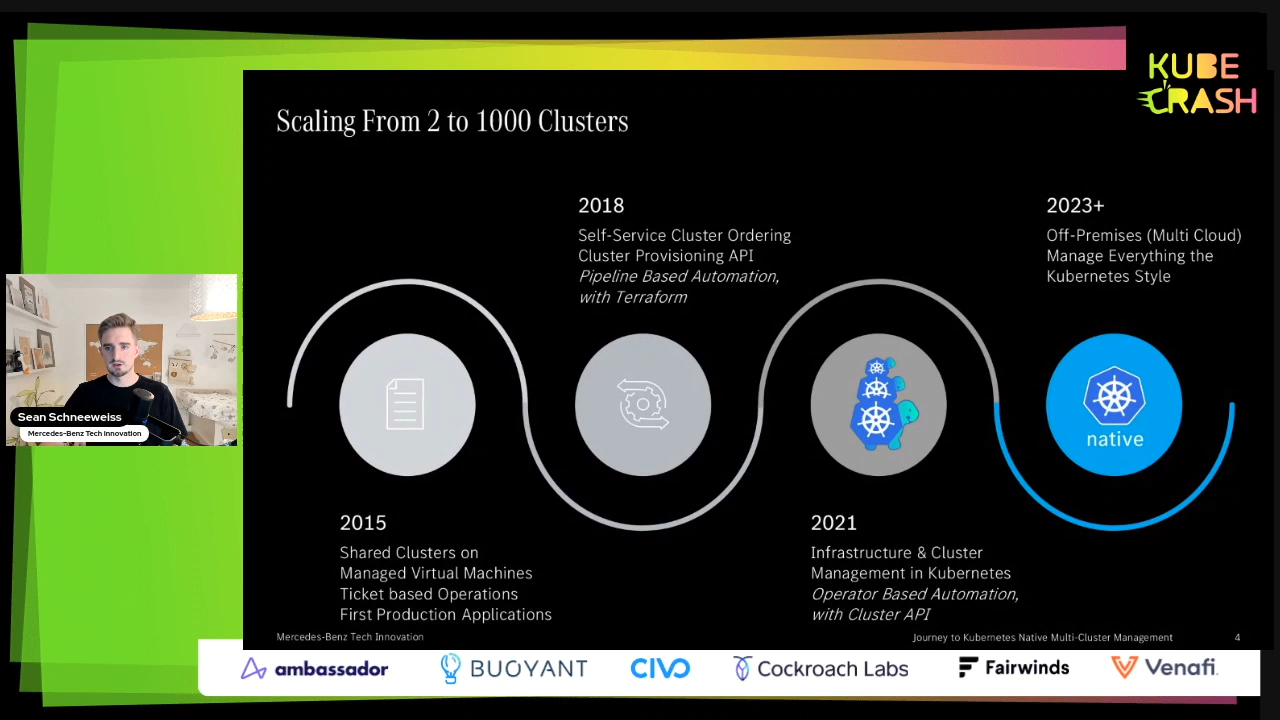 KUBE
CRASH
Scaling From 2 to 1000 Clusters
2018
Self-Service Cluster Ordering
Cluster Provisioning API
Pipeline Based Automation,
with Terraform
2023+
Off-Premises (Multi Cloud)
Manage Everything the
Kubernetes Style
native
Sean Schneeweiss
Mercedes-Benz Tech Innovation
2015
Shared Clusters on
Managed Virtual Machines
Ticket based Operations
First Production Applications
2021
Infrastructure & Cluster
Management in Kubernetes
Operator Based Automation,
with Cluster API
Mercedes-Benz Tech Innovation
Journey to Kubernetes Native Multi-Cluster Management
4
ambassador
BUOYANT
CIVO
Cockroach Labs
Fairwinds
Venafi